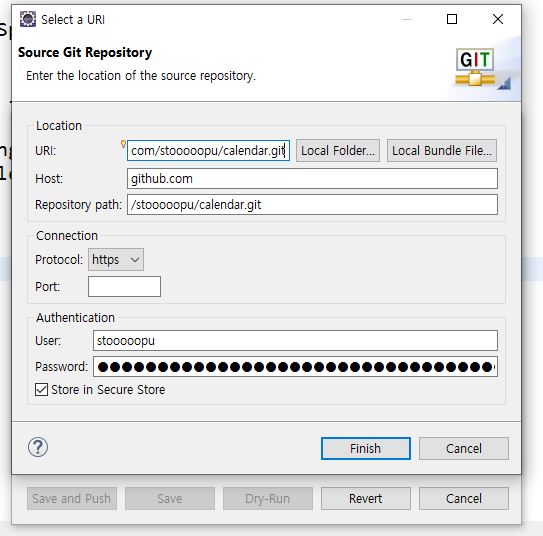 Select a URI
Source Git Repository
Enter the location of the source repository.
GIT
Location
URI: com/stooooopu/calendar.git Local Folder... Local Bundle File...
Host: github.com
Repository path: /stooooopu/calendar.git
Connection
Protocol: https
Port:
Authentication
User: stooooopu
Password: ●●●●●●●●●●●●●●●●●●●●●●●●●●●●●●●●●
Store in Secure Store
? Finish Cancel
Save and Push Save Dry-Run Revert Cancel